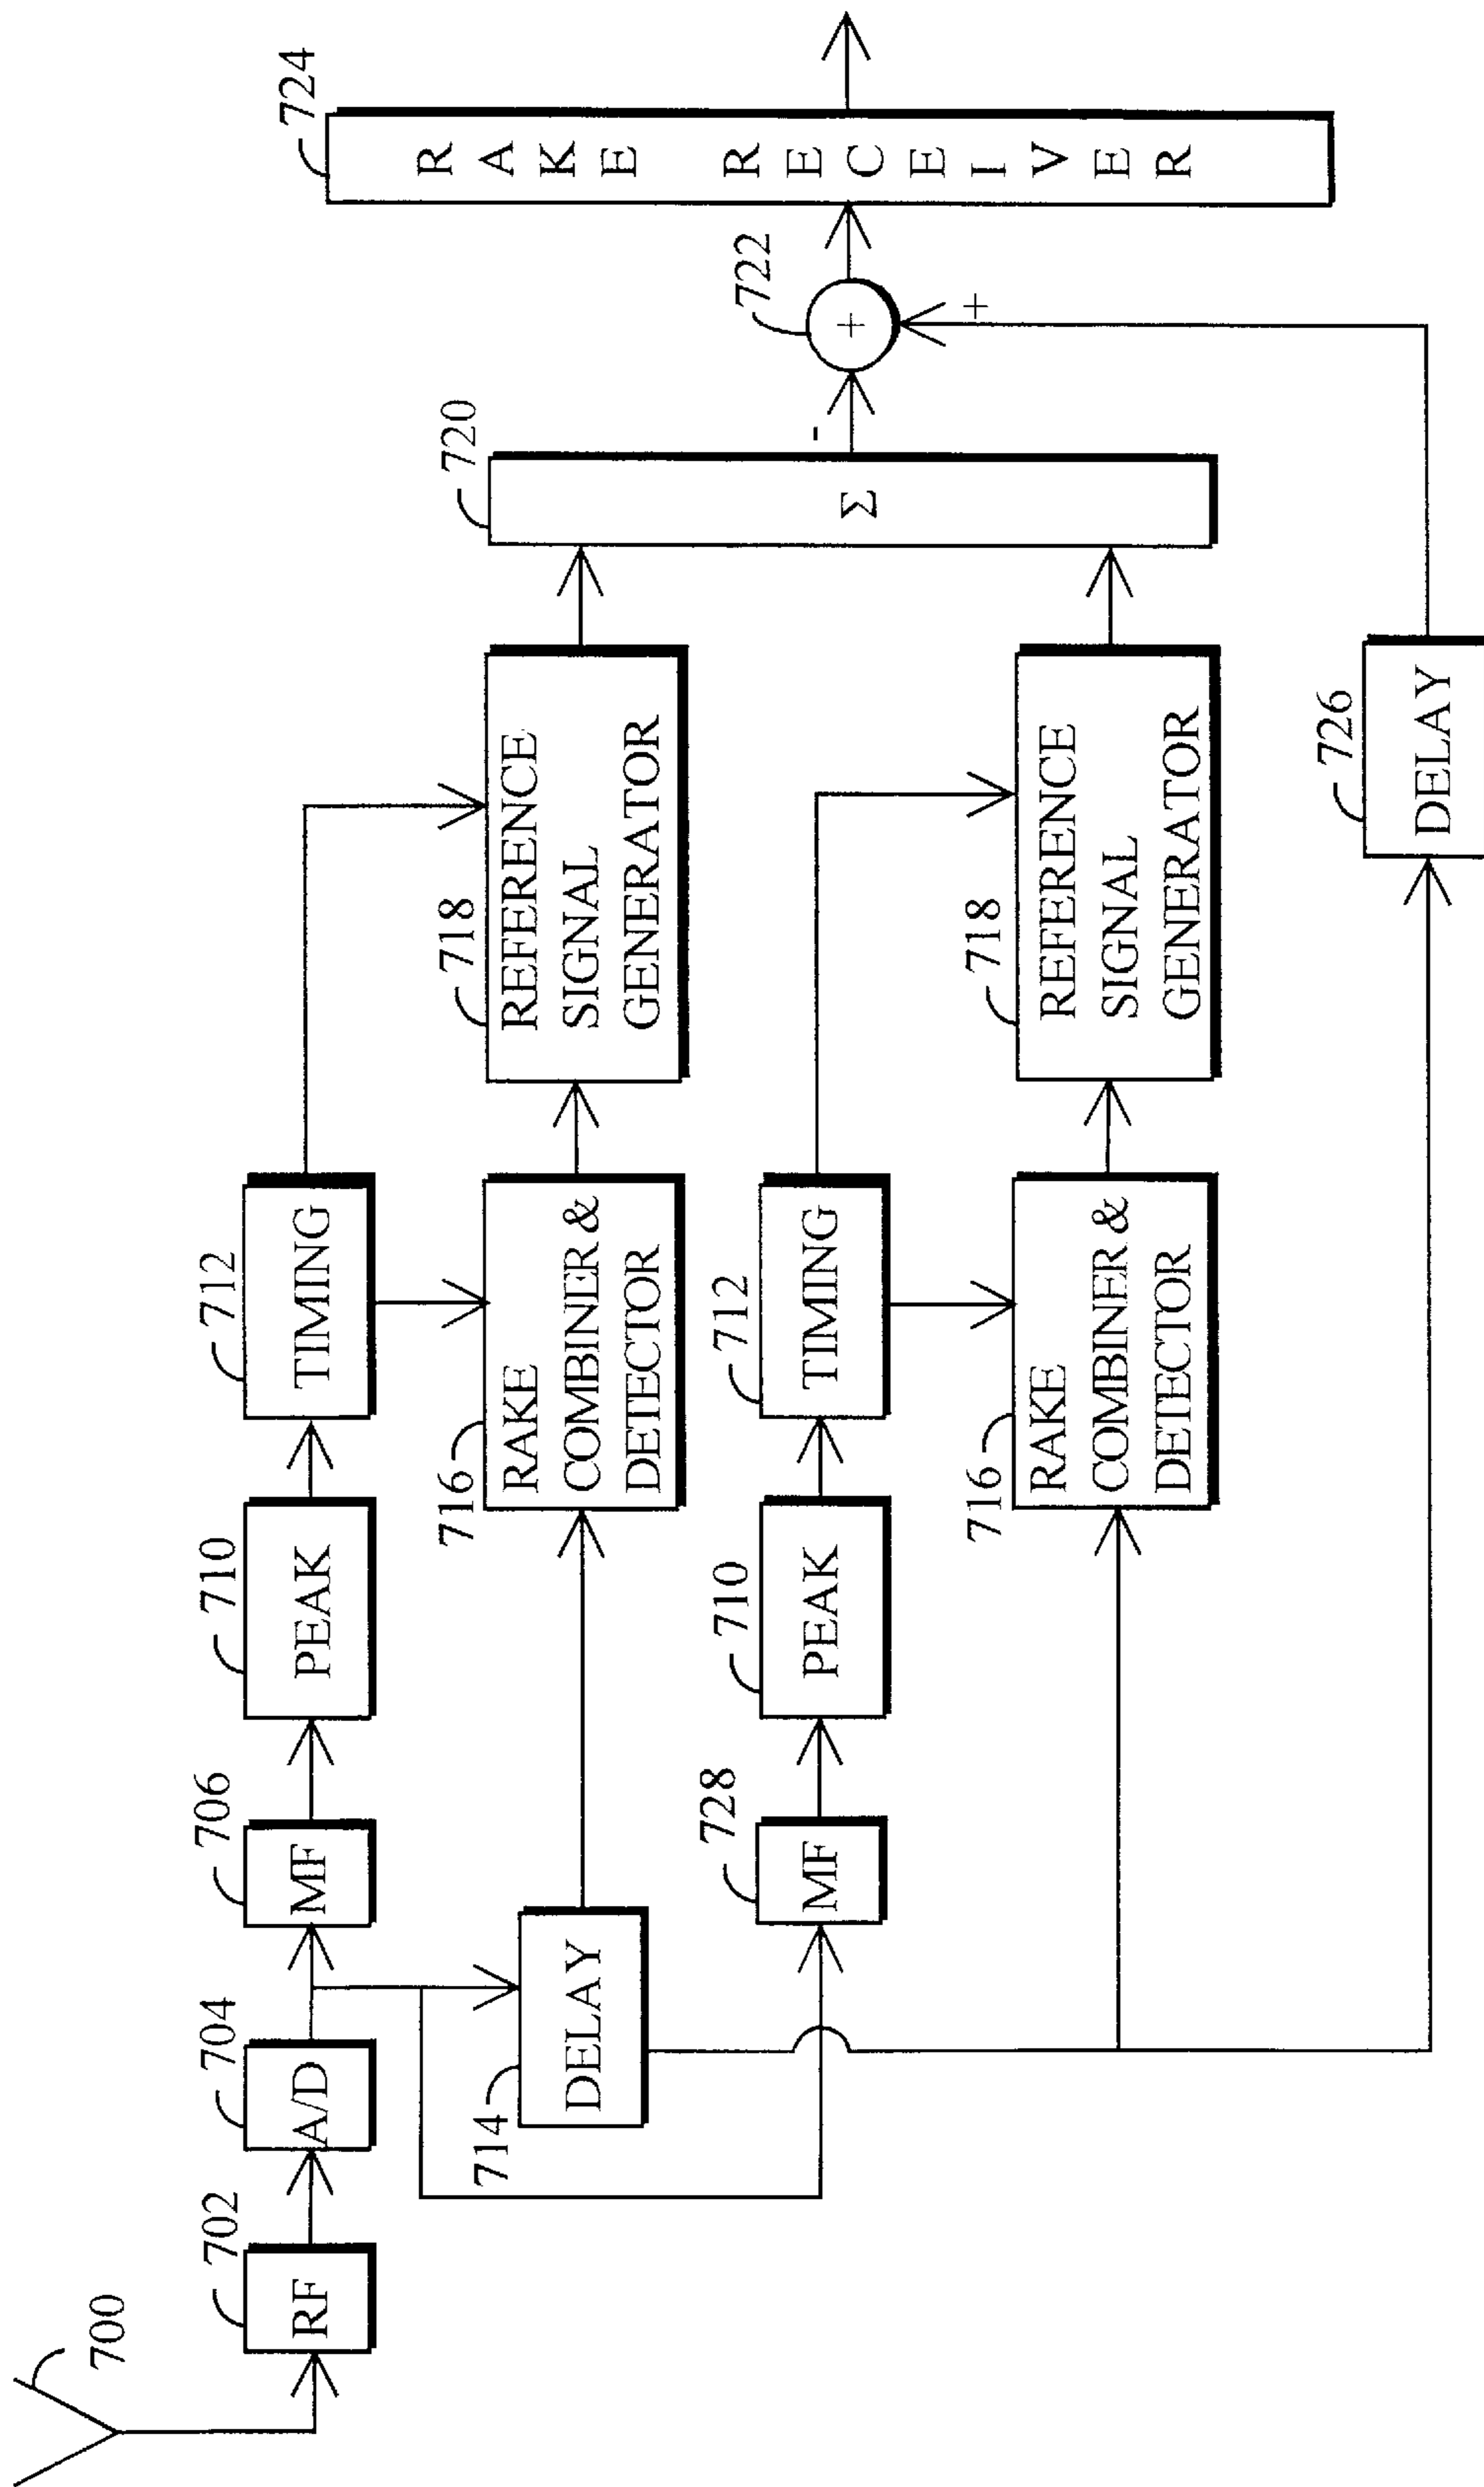 700
702
RF
704
A/D
706
MF
710
PEAK
712
TIMING
714
DELAY
716
RAKE
COMBINER &
DETECTOR
718
REFERENCE
SIGNAL
GENERATOR
728
MF
710
PEAK
712
TIMING
716
RAKE
COMBINER &
DETECTOR
718
REFERENCE
SIGNAL
GENERATOR
720
Σ
-
722
+
+
724
RAKE RECEIVER
726
DELAY